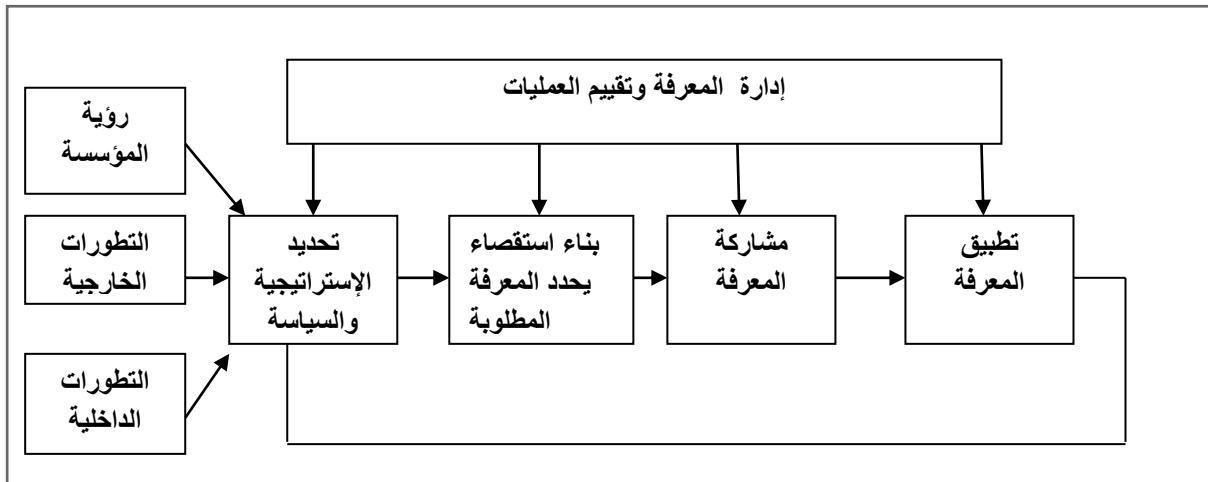 إدارة المعرفة وتقييم العمليات
رؤية
المؤسسة
التطورات
الخارجية
التطورات
الداخلية
تحديد
الإستراتيجية
والسياسة
بناء استقصاء
يحدد المعرفة
المطلوبة
مشاركة
المعرفة
تطبيق
المعرفة